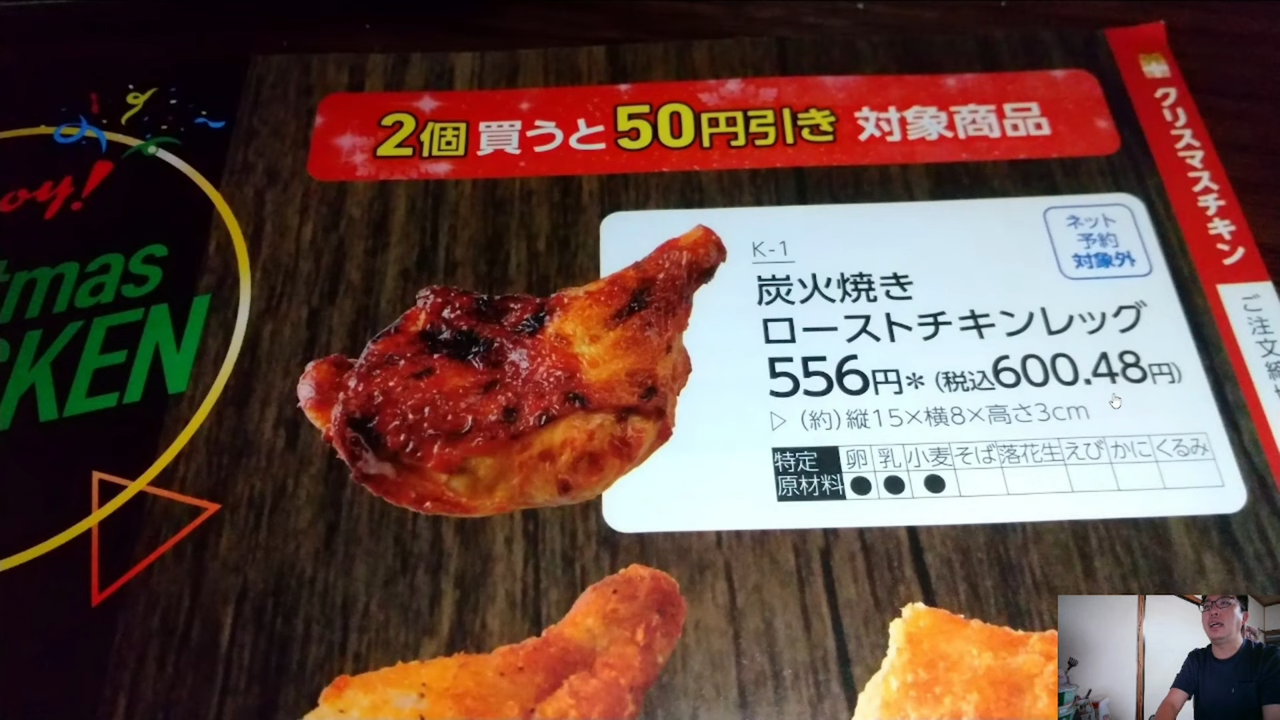 2個買うと50円引き 対象商品
クリスマスチキン
oy!
tmas
CKEN
K-1
ネット
予約
対象外
炭火焼き
ローストチキンレッグ
556円*(税込600.48円)
▷(約)縦15×横8×高さ3cm
特定 卵 乳 小麦 そば 落花生 えび かに くるみ
原材料 ● ● ●
ご注文